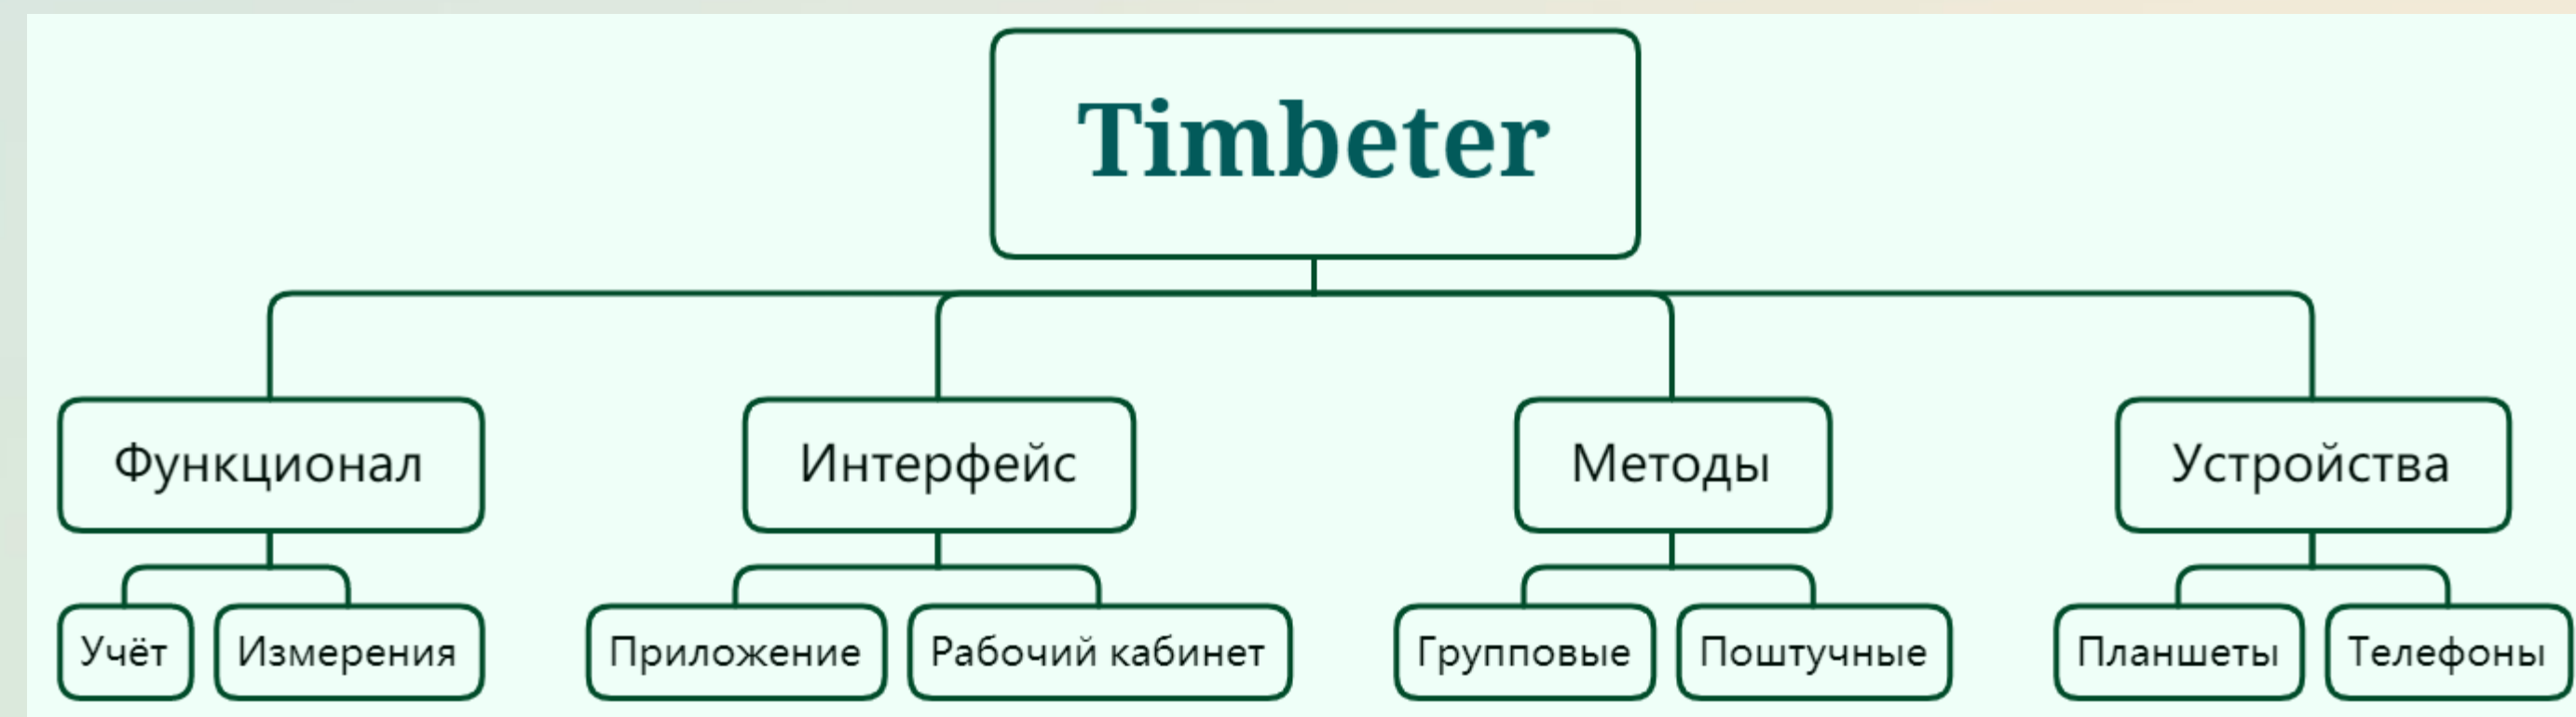 Timbeter
Функционал
Интерфейс
Методы
Устройства
Учёт
Измерения
Приложение
Рабочий кабинет
Групповые
Поштучные
Планшеты
Телефоны